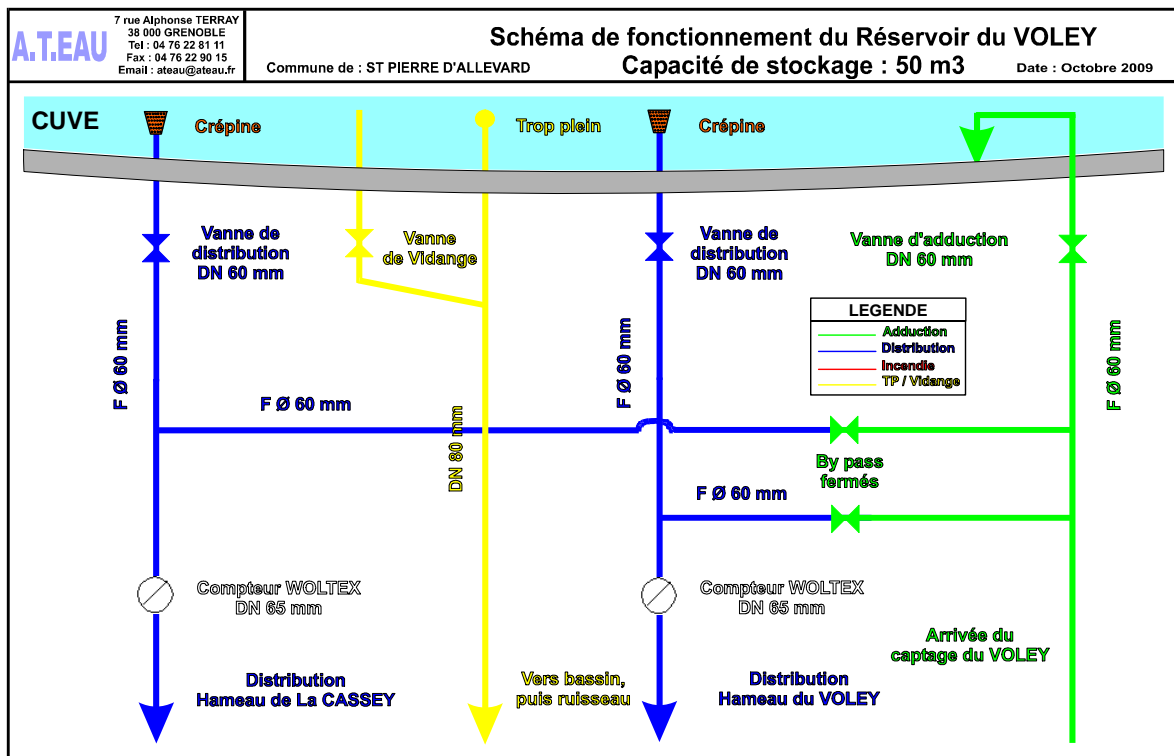 A.T.EAU
7 rue Alphonse TERRAY
38 000 GRENOBLE
Tel : 04 76 22 81 11
Fax : 04 76 22 90 15
Email : ateau@ateau.fr
Commune de : ST PIERRE D'ALLEVARD
Schéma de fonctionnement du Réservoir du VOLEY
Capacité de stockage : 50 m3
Date : Octobre 2009
CUVE
Crépine
Trop plein
Crépine
Vanne de
distribution
DN 60 mm
Vanne
de Vidange
Vanne de
distribution
DN 60 mm
Vanne d'adduction
DN 60 mm
LEGENDE
Adduction
Distribution
Incendie
TP / Vidange
F Ø 60 mm
F Ø 60 mm
DN 80 mm
F Ø 60 mm
F Ø 60 mm
By pass
fermés
F Ø 60 mm
Compteur WOLTEX
DN 65 mm
Compteur WOLTEX
DN 65 mm
Arrivée du
captage du VOLEY
Distribution
Hameau de La CASSEY
Vers bassin,
puis ruisseau
Distribution
Hameau du VOLEY